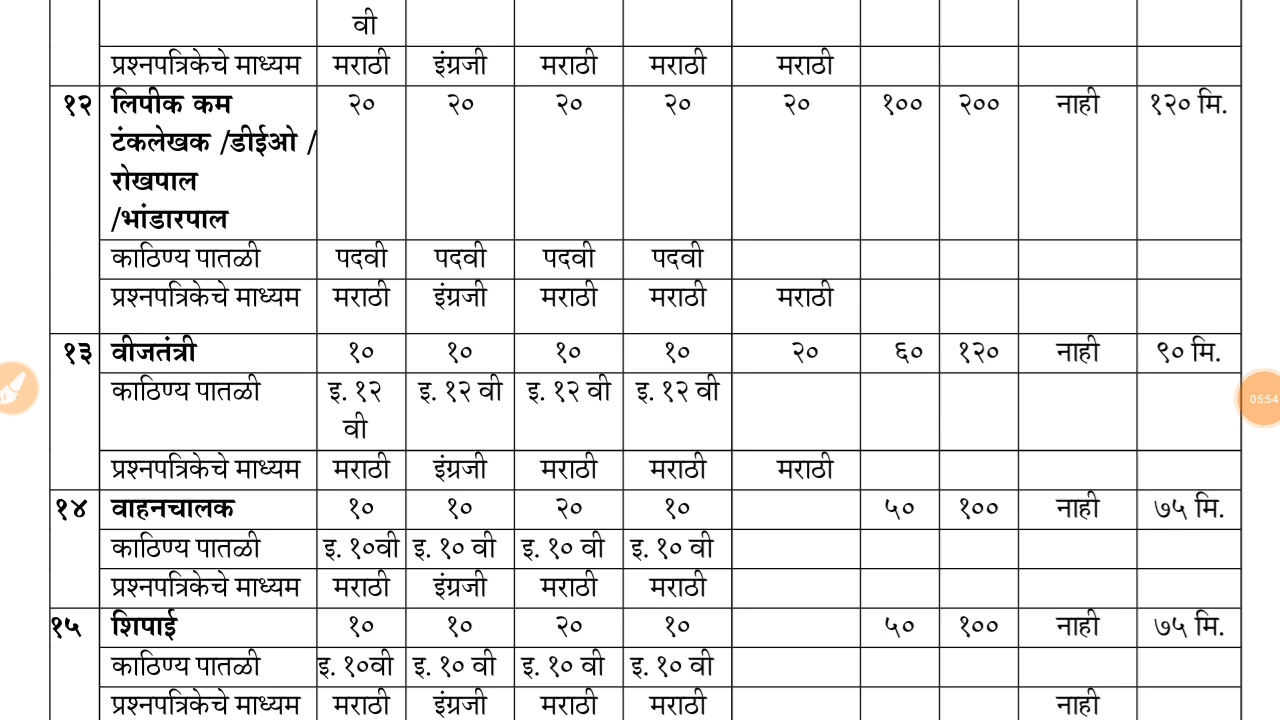 वी
प्रश्नपत्रिकेचे माध्यम मराठी इंग्रजी मराठी मराठी मराठी
१२ लिपीक कम २० २० २० २० २० १०० २०० नाही १२० मि.
टंकलेखक /डीईओ /
रोखपाल
/भांडारपाल
काठिण्य पातळी पदवी पदवी पदवी पदवी
प्रश्नपत्रिकेचे माध्यम मराठी इंग्रजी मराठी मराठी मराठी
१३ वीजतंत्री १० १० १० १० २० ६० १२० नाही ९० मि.
काठिण्य पातळी इ. १२ इ. १२ वी इ. १२ वी इ. १२ वी
वी
प्रश्नपत्रिकेचे माध्यम मराठी इंग्रजी मराठी मराठी मराठी
१४ वाहनचालक १० १० २० १० ५० १०० नाही ७५ मि.
काठिण्य पातळी इ. १०वी इ. १० वी इ. १० वी इ. १० वी
प्रश्नपत्रिकेचे माध्यम मराठी इंग्रजी मराठी मराठी
१५ शिपाई १० १० २० १० ५० १०० नाही ७५ मि.
काठिण्य पातळी इ. १०वी इ. १० वी इ. १० वी इ. १० वी
प्रश्नपत्रिकेचे माध्यम मराठी इंग्रजी मराठी मराठी नाही
05:54